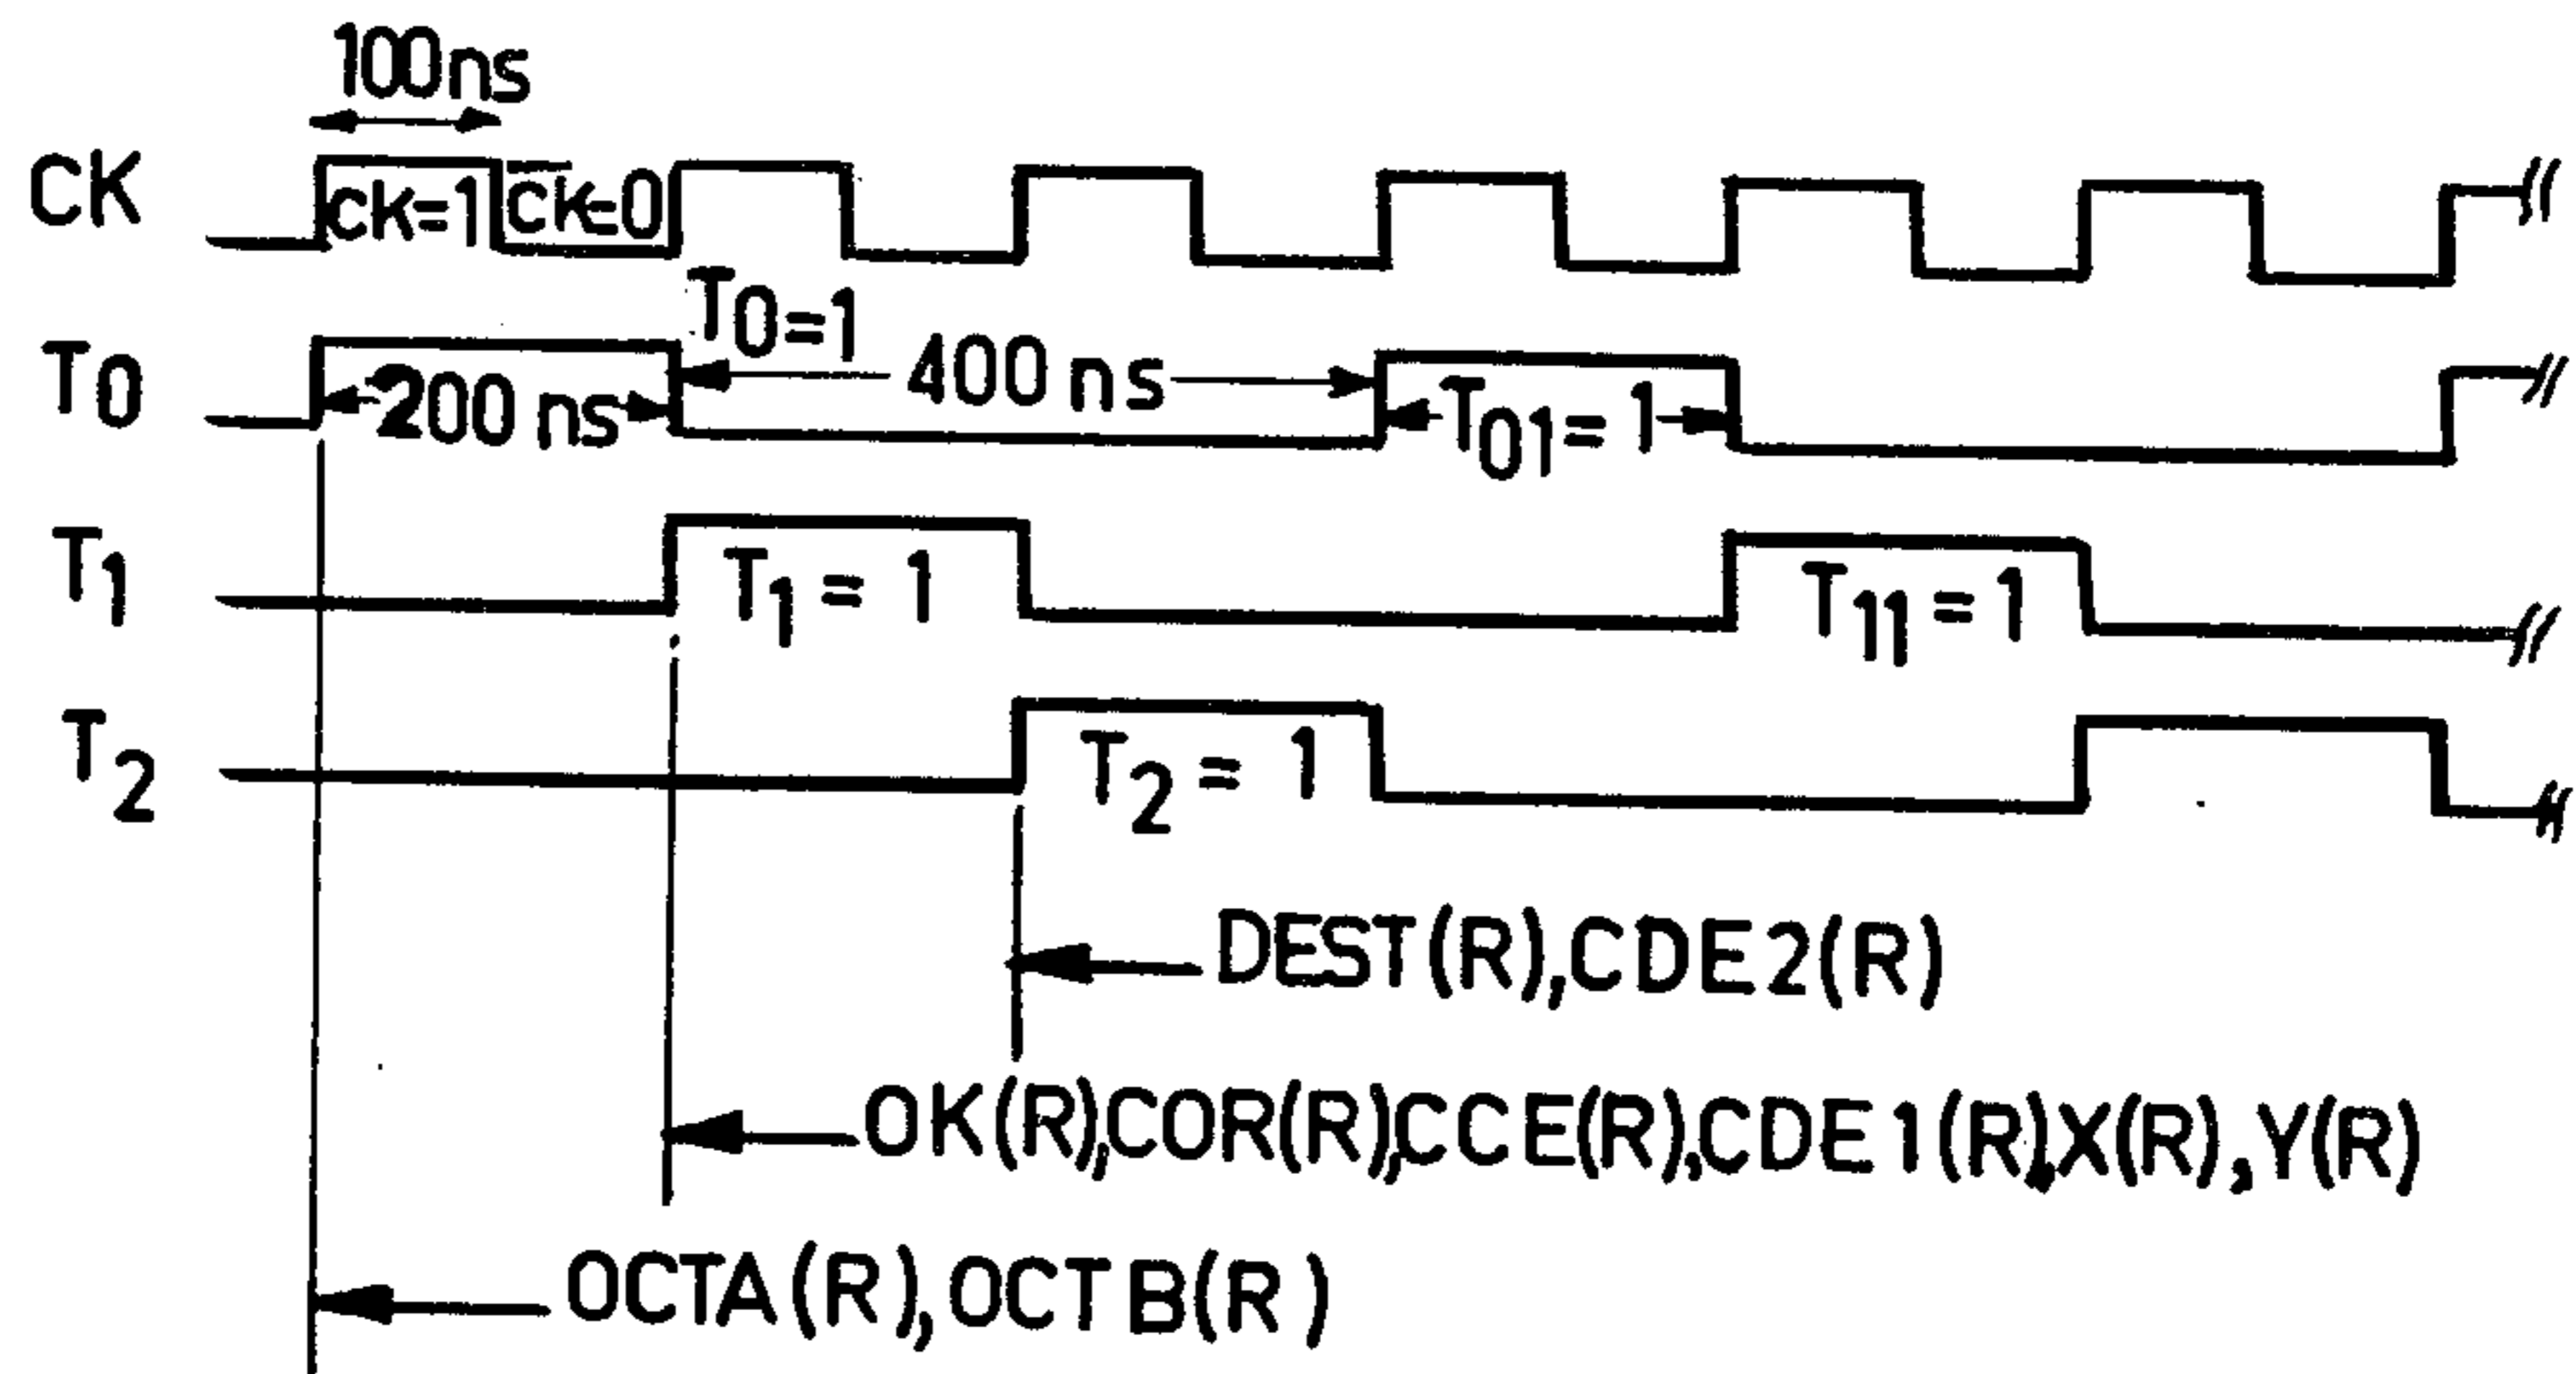 100ns
CK
CK=1
C̅K̅=0
T0=1
T0
200 ns
400 ns
T01=1
T1
T1=1
T11=1
T2
T2=1
DEST(R),CDE2(R)
OK(R),COR(R),CCE(R),CDE1(R),X(R),Y(R)
OCTA(R),OCTB(R)